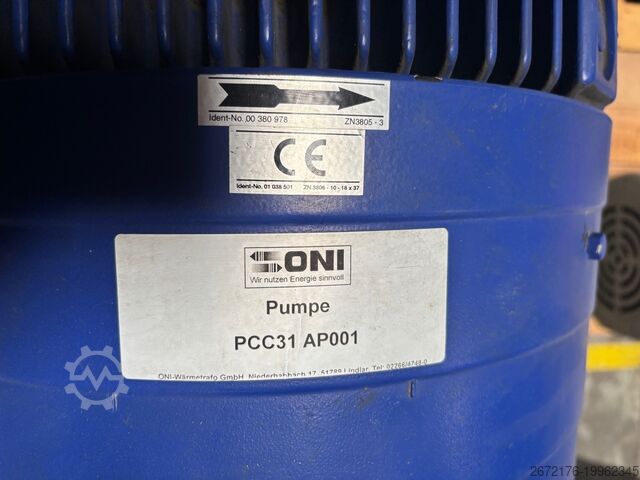 Ident-No. 00 380 978 ZN3805 - 3
CE
Ident-No. 01 038 501 ZN 3806 - 10 - 18 x 37
ONI
Wir nutzen Energie sinnvoll
Pumpe
PCC31 AP001
ONI-Wärmetrafo GmbH, Niederhabbach 17, 51789 Lindlar, Tel: 02266/4748-0
2672176-19962345